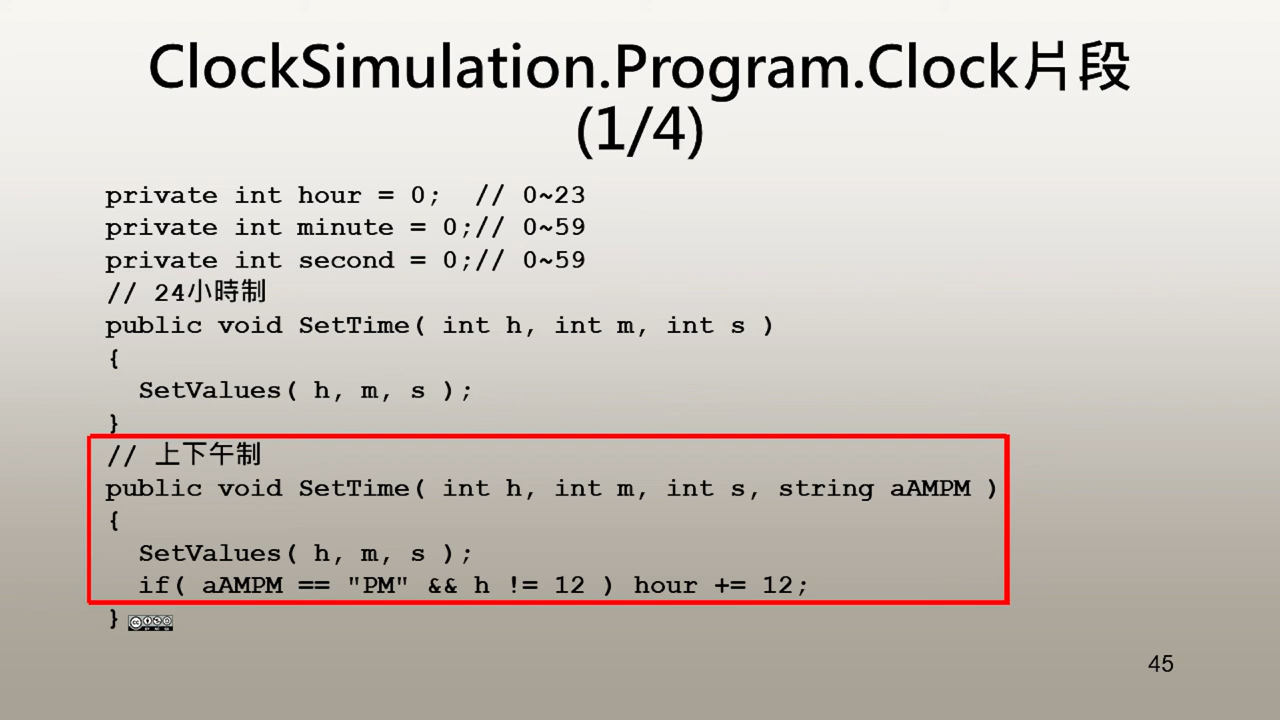 ClockSimulation.Program.Clock片段
(1/4)
private int hour = 0;  // 0~23
private int minute = 0;// 0~59
private int second = 0;// 0~59
// 24小時制
public void SetTime( int h, int m, int s )
{
  SetValues( h, m, s );
}
// 上下午制
public void SetTime( int h, int m, int s, string aAMPM )
{
  SetValues( h, m, s );
  if( aAMPM == "PM" && h != 12 ) hour += 12;
}
45